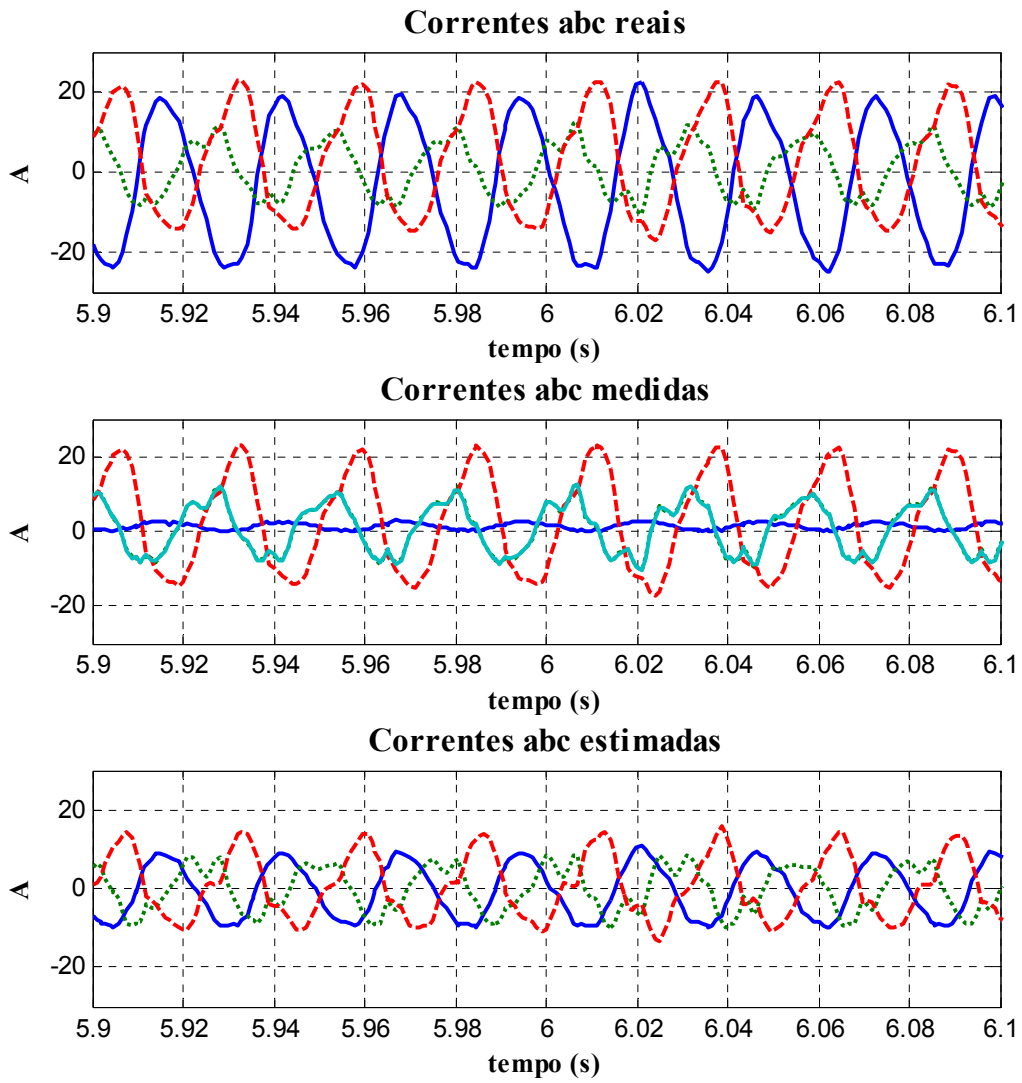 Correntes abc reais
20
0
-20
A
5.9 5.92 5.94 5.96 5.98 6 6.02 6.04 6.06 6.08 6.1
tempo (s)
Correntes abc medidas
20
0
-20
5.9 5.92 5.94 5.96 5.98 6 6.02 6.04 6.06 6.08 6.1
tempo (s)
Correntes abc estimadas
20
0
-20
A
5.9 5.92 5.94 5.96 5.98 6 6.02 6.04 6.06 6.08 6.1
tempo (s)